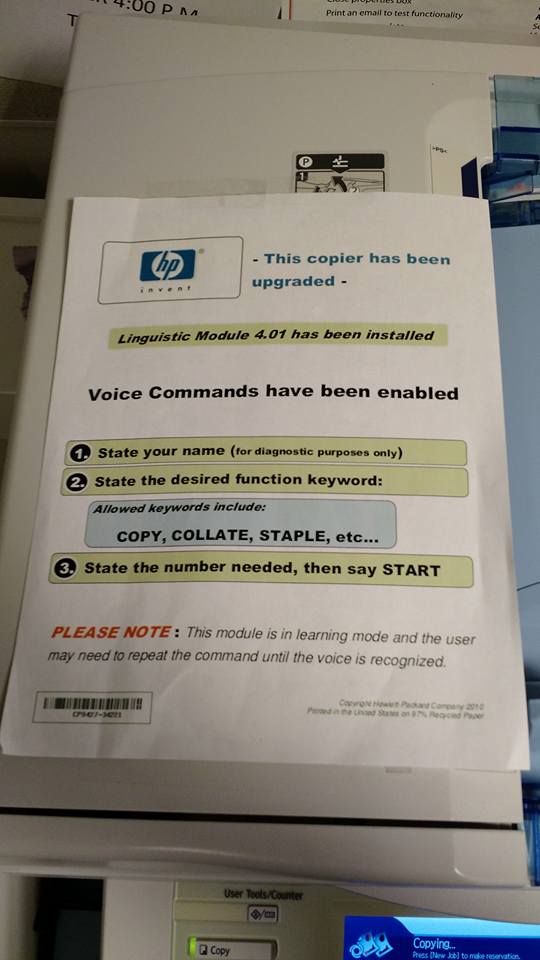 4:00 P M
T
Print an email to test functionality
>PS<
P
1
hp
®
invent
- This copier has been
upgraded -
Linguistic Module 4.01 has been installed
Voice Commands have been enabled
1. State your name (for diagnostic purposes only)
2. State the desired function keyword:
Allowed keywords include:
COPY, COLLATE, STAPLE, etc...
3. State the number needed, then say START
PLEASE NOTE : This module is in learning mode and the user
may need to repeat the command until the voice is recognized.
CP5427-34221
Copyright Hewlett-Packard Company 2010
Printed in the United States on 97% Recycled Paper
User Tools/Counter
Copy
Copying...
Press [New Job] to make reservation.